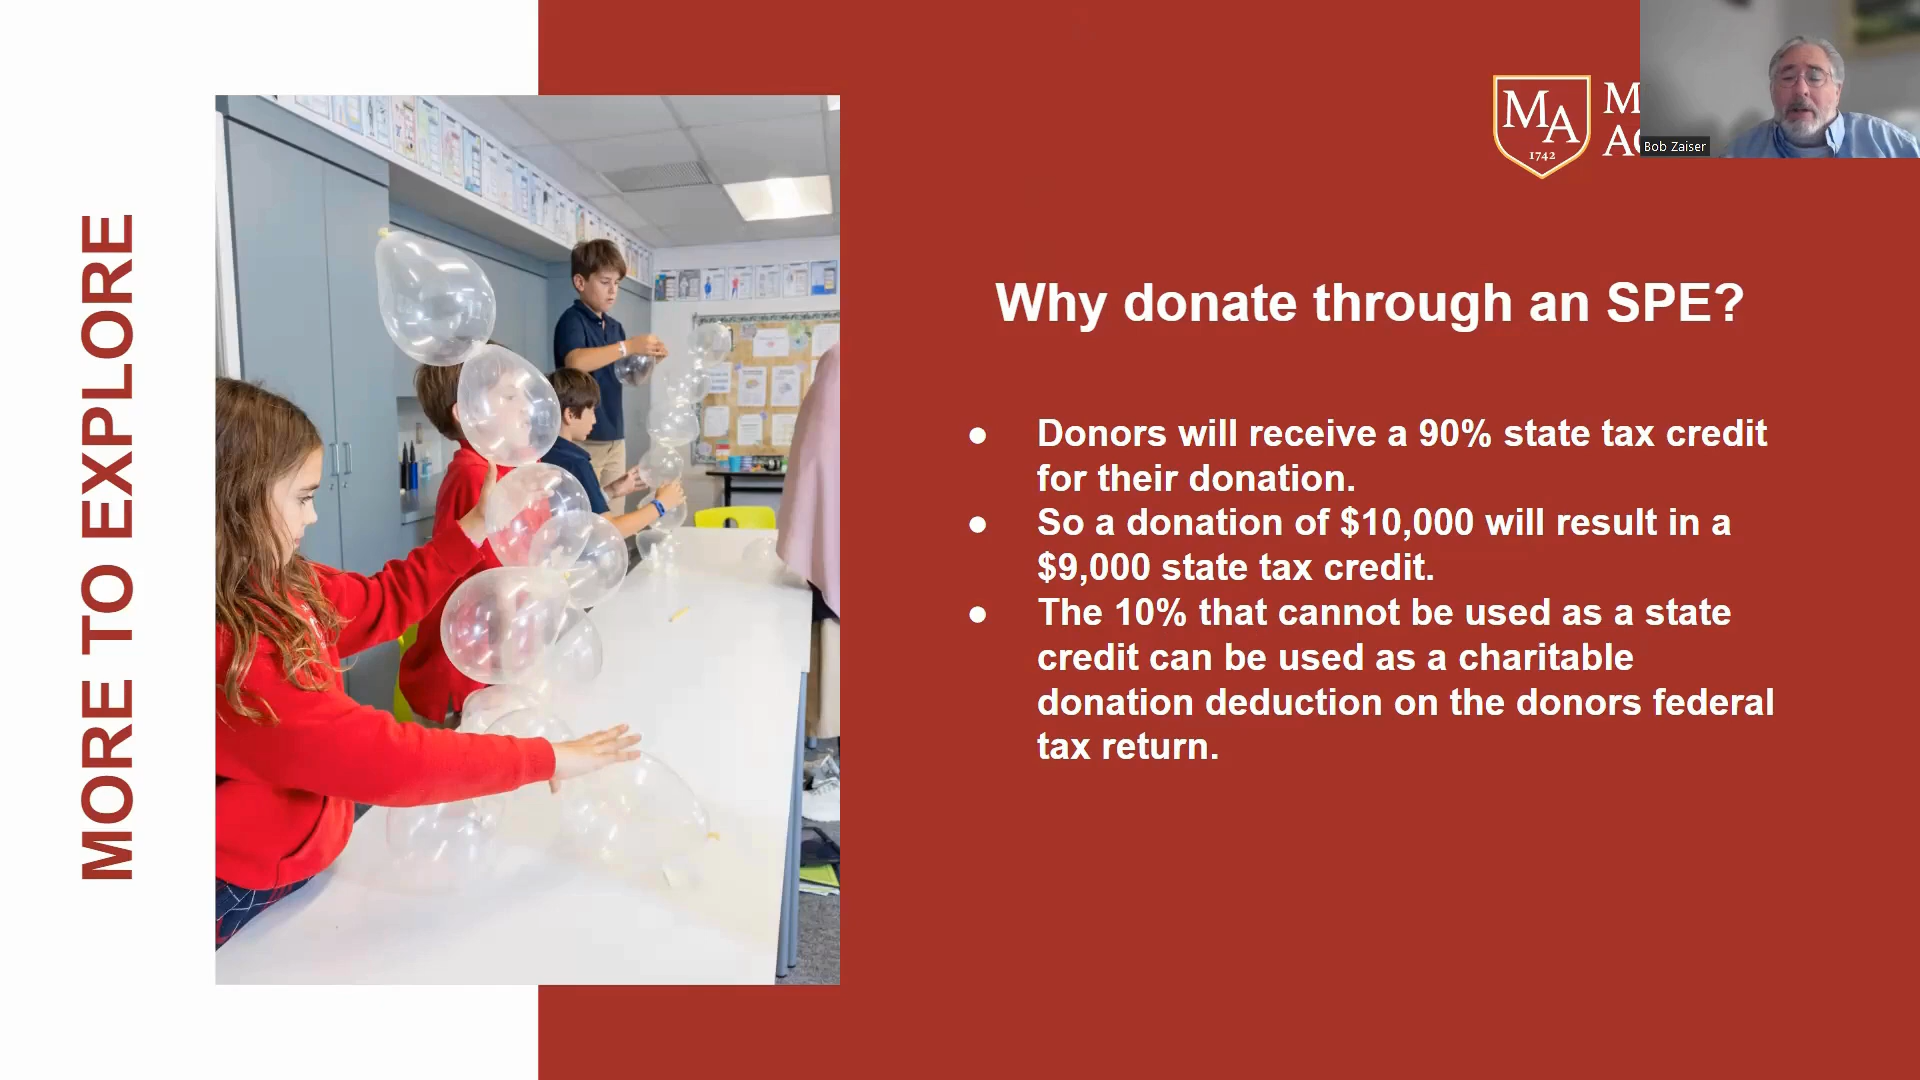 MORE TO EXPLORE
MA
1742
M
A
Bob Zaiser
Why donate through an SPE?
● Donors will receive a 90% state tax credit
for their donation.
● So a donation of $10,000 will result in a
$9,000 state tax credit.
● The 10% that cannot be used as a state
credit can be used as a charitable
donation deduction on the donors federal
tax return.